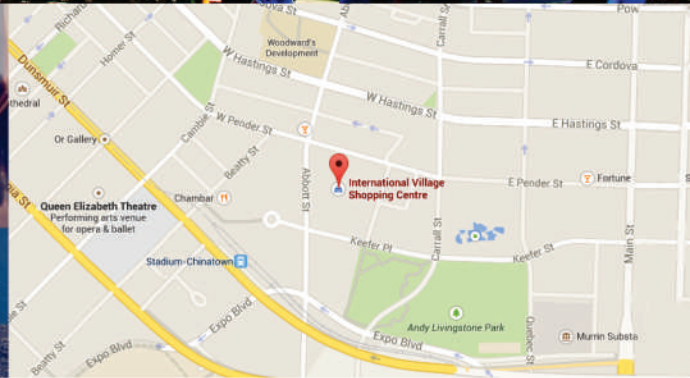 ova St
Pow
Richar
Homer St
Woodward's
Development
Carrall S
E Cordova
Dunsmuir St
W Hastings St
thedral
W Hastings St
E Hastings St
Cambie St
W Pender St
Or Gallery
Beatty St
International Village
Shopping Centre
E Pender St
Fortune
Abbott St
Queen Elizabeth Theatre
Performing arts venue
for opera & ballet
Chambar
Carrall St
Main St
Keefer Pl
Keefer St
Stadium-Chinatown
Expo Blvd
Andy Livingstone Park
Quebec St
Expo Blvd
Murrin Substa
Beatty St
Expo Blvd